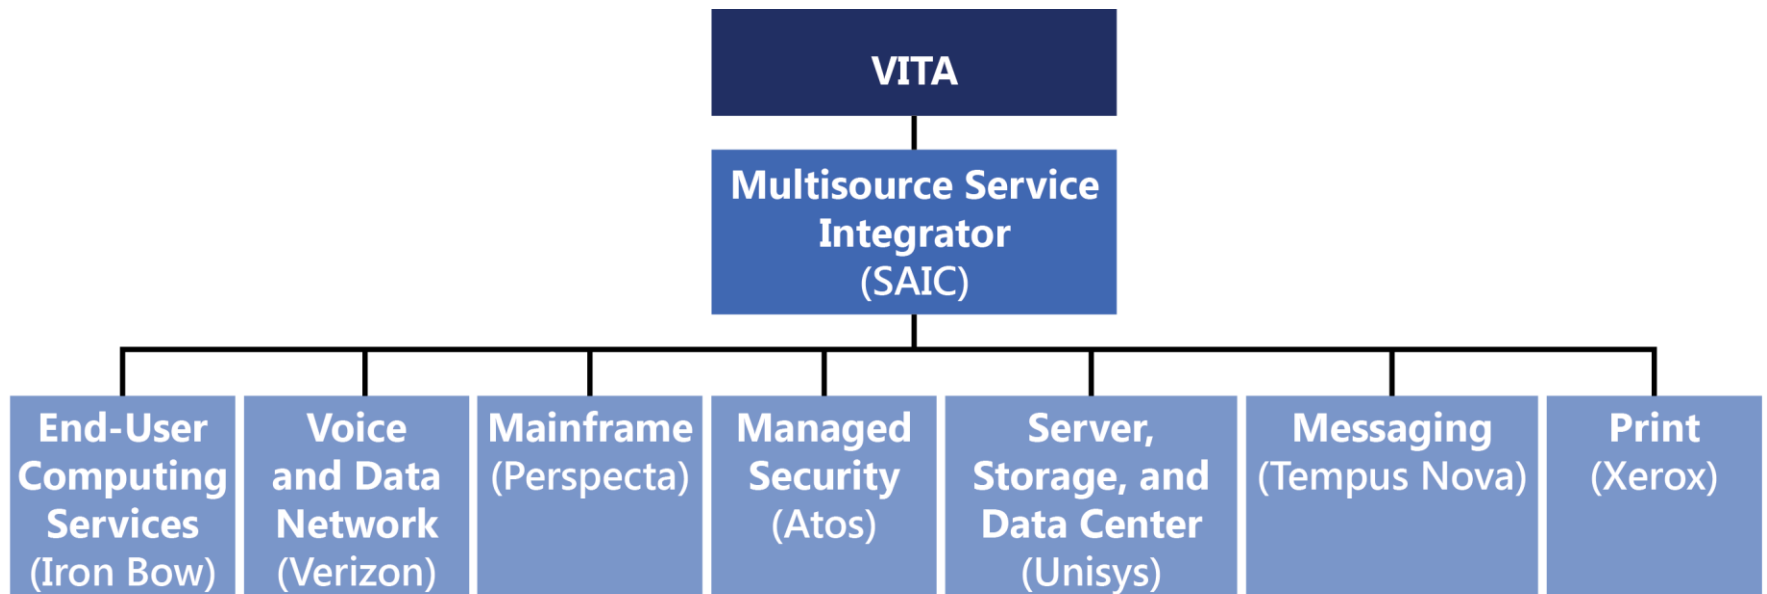 VITA
Multisource Service
Integrator
(SAIC)
End-User
Computing
Services
(Iron Bow)
Voice
and Data
Network
(Verizon)
Mainframe
(Perspecta)
Managed
Security
(Atos)
Server,
Storage, and
Data Center
(Unisys)
Messaging
(Tempus Nova)
Print
(Xerox)